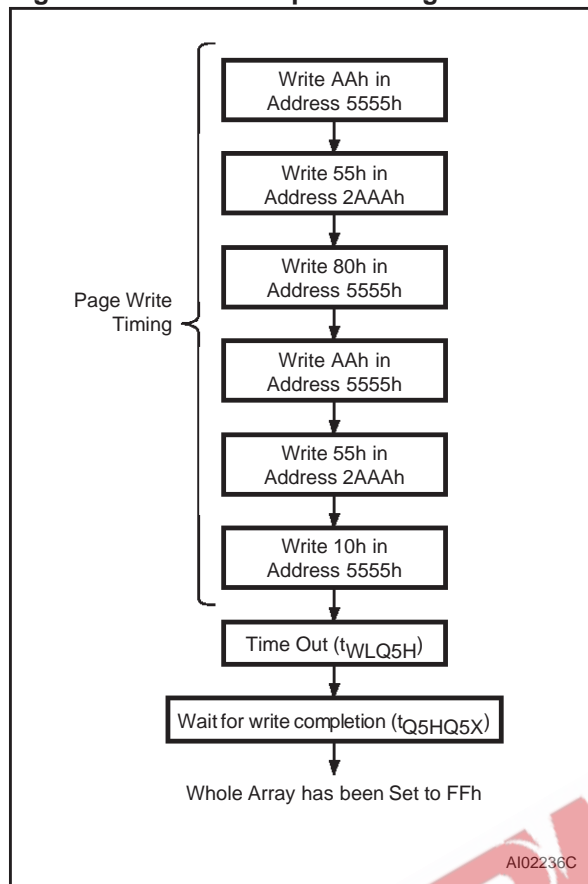 Write AAh in
Address 5555h
Write 55h in
Address 2AAAh
Write 80h in
Address 5555h
Page Write
Timing
Write AAh in
Address 5555h
Write 55h in
Address 2AAAh
Write 10h in
Address 5555h
Time Out (tWLQ5H)
Wait for write completion (tQ5HQ5X)
Whole Array has been Set to FFh
AI02236C